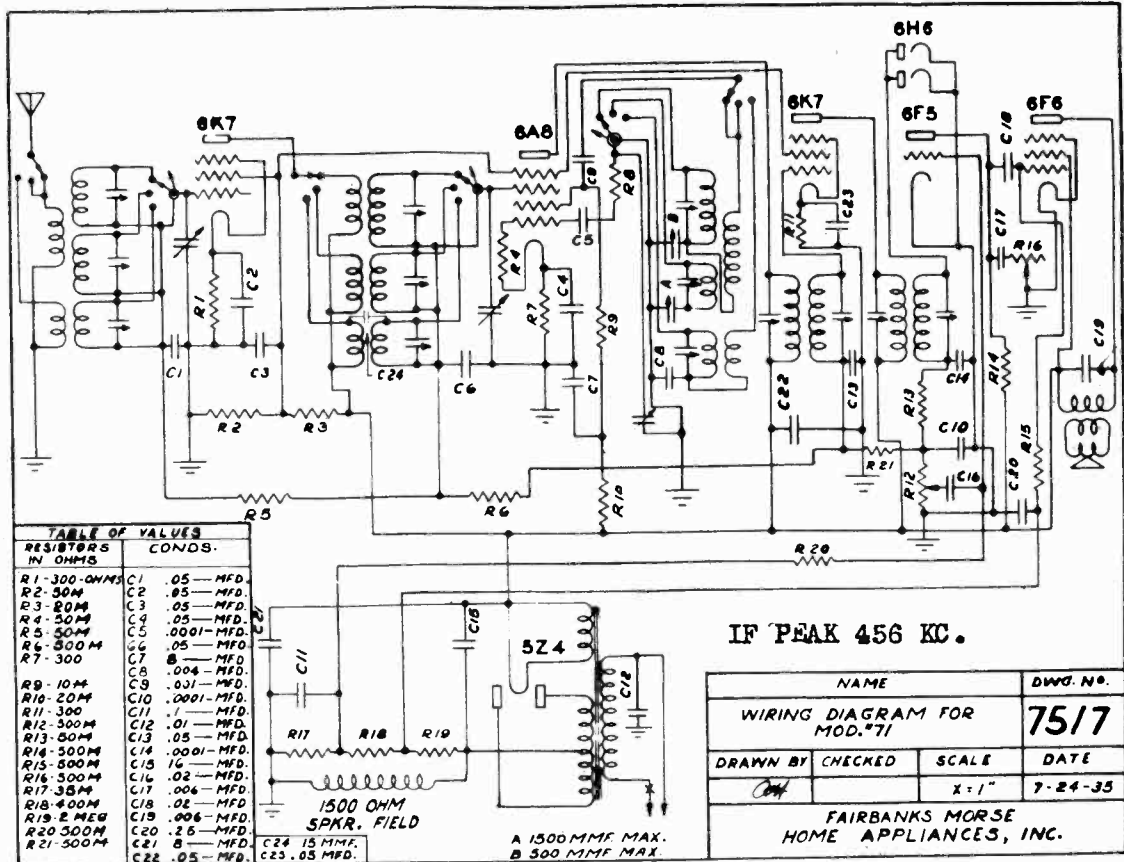 6H6
6K7
6A8
6K7
6F5
6F6
C18
C9
R8
R11
C23
C17
R16
C5
B
R4
C2
R1
A
C4
R7
R9
C19
C8
R14
C1
C3
C24
C6
C7
C22
C13
R13
C14
R2
R3
R21
C10
R15
R12
C16
C20
R5
R6
R10
R20
TABLE OF VALUES
RESISTORS IN OHMS CONDS.
R1-300-OHMS C1 .05—MFD.
R2-50M C2 .05—MFD.
R3-20M C3 .05—MFD.
R4-50M C4 .05—MFD.
R5-50M C5 .0001-MFD.
R6-500M C6 .05—MFD
R7-300 C7 8—MFD
C8 .004-MFD.
R9-10M C9 .001-MFD.
R10-20M C10 .0001-MFD.
R11-300 C11 .1—MFD.
R12-500M C12 .01—MFD.
R13-50M C13 .05—MFD.
R14-500M C14 .0001-MFD.
R15-500M C15 16—MFD.
R16-500M C16 .02—MFD.
R17-35M C17 .006-MFD.
R18-400M C18 .02—MFD.
R19-2 MEG C19 .006-MFD.
R20 500M C20 .25—MFD.
R21-500M C21 8—MFD.
C22 .05-MFD.
C24 15 MMF.
C23 .05 MFD.
C21
C11
C15
5Z4
C12
R17
R18
R19
1500 OHM
SPKR. FIELD
X
A 1500 MMF. MAX.
B 500 MMF MAX.
IF PEAK 456 KC.
NAME DWG. NO.
WIRING DIAGRAM FOR
MOD. #71
7517
DRAWN BY CHECKED SCALE DATE
X=1" 7-24-35
FAIRBANKS MORSE
HOME APPLIANCES, INC.